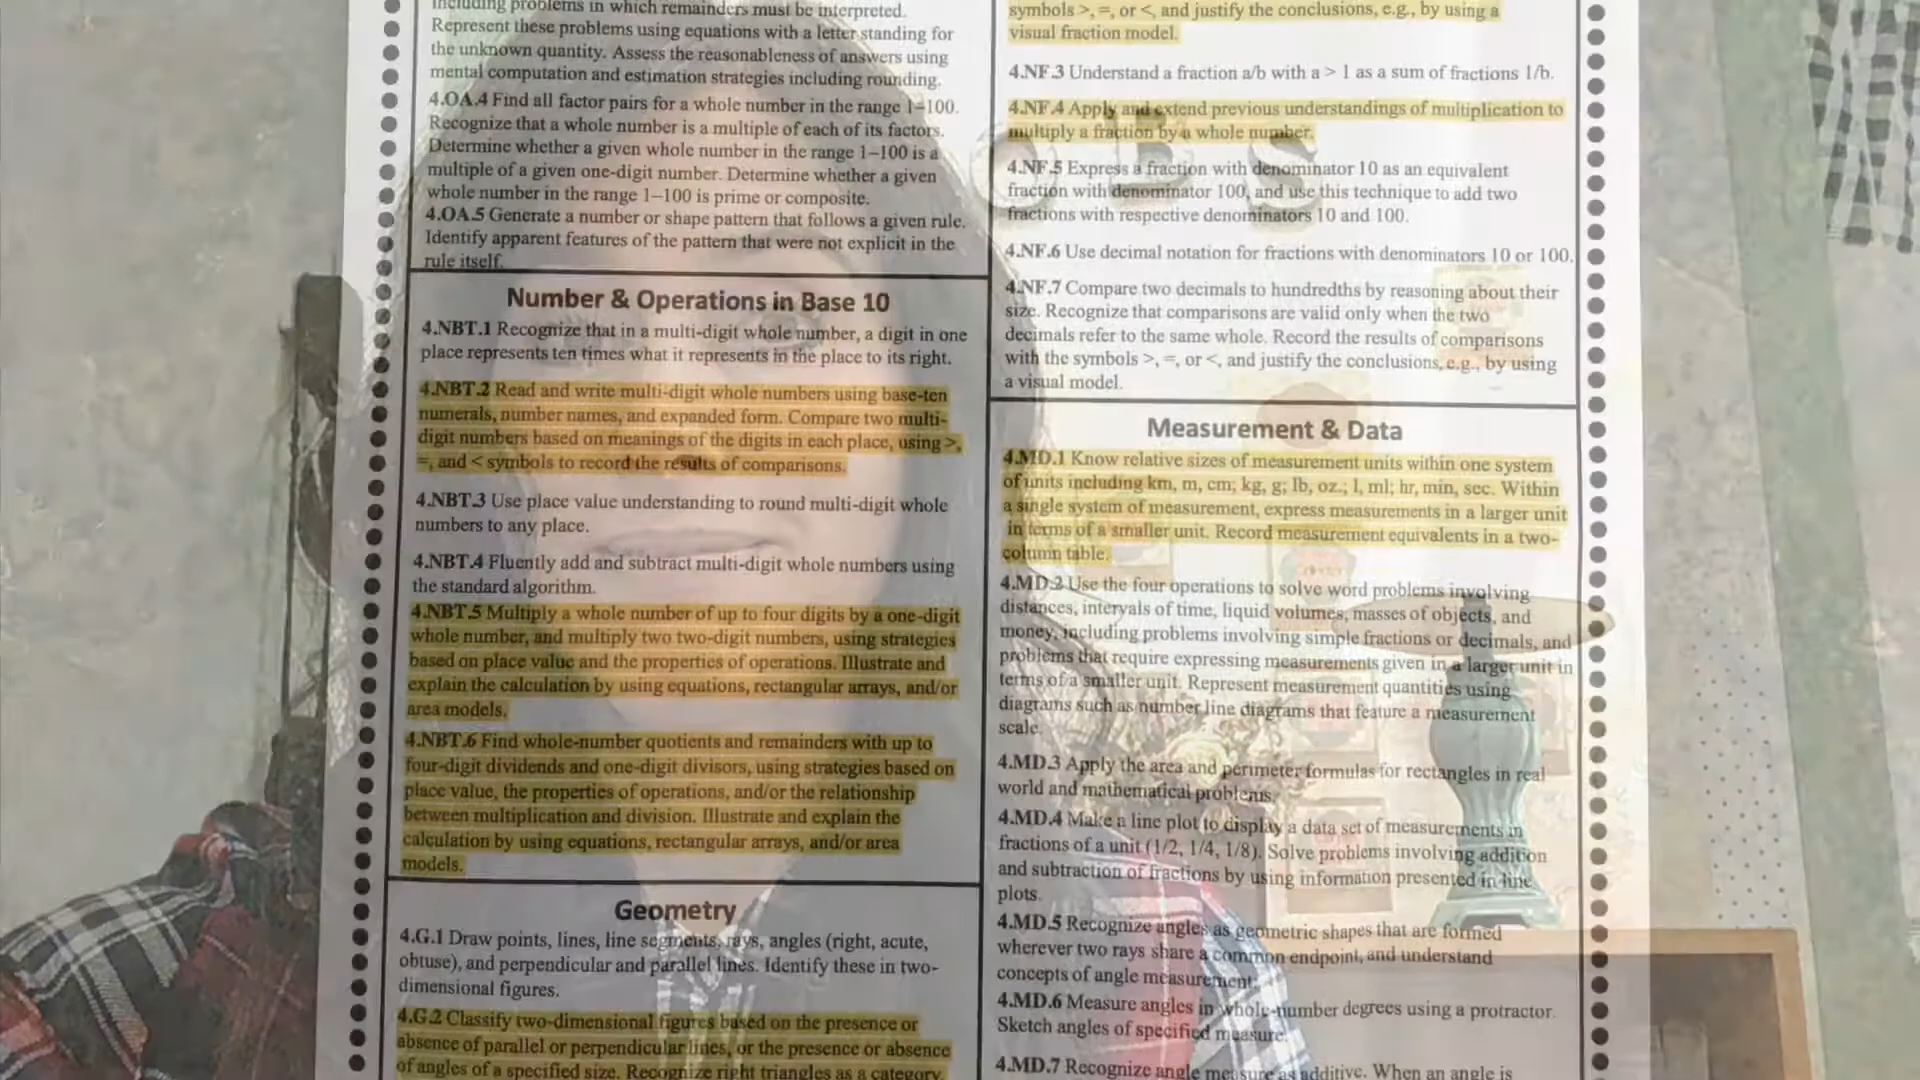 including problems in which remainders must be interpreted.
Represent these problems using equations with a letter standing for
the unknown quantity. Assess the reasonableness of answers using
mental computation and estimation strategies including rounding.
4.OA.4 Find all factor pairs for a whole number in the range 1–100.
Recognize that a whole number is a multiple of each of its factors.
Determine whether a given whole number in the range 1–100 is a
multiple of a given one-digit number. Determine whether a given
whole number in the range 1–100 is prime or composite.
4.OA.5 Generate a number or shape pattern that follows a given rule.
Identify apparent features of the pattern that were not explicit in the
rule itself.
Number & Operations in Base 10
4.NBT.1 Recognize that in a multi-digit whole number, a digit in one
place represents ten times what it represents in the place to its right.
4.NBT.2 Read and write multi-digit whole numbers using base-ten
numerals, number names, and expanded form. Compare two multi-
digit numbers based on meanings of the digits in each place, using >,
=, and < symbols to record the results of comparisons.
4.NBT.3 Use place value understanding to round multi-digit whole
numbers to any place.
4.NBT.4 Fluently add and subtract multi-digit whole numbers using
the standard algorithm.
4.NBT.5 Multiply a whole number of up to four digits by a one-digit
whole number, and multiply two two-digit numbers, using strategies
based on place value and the properties of operations. Illustrate and
explain the calculation by using equations, rectangular arrays, and/or
area models.
4.NBT.6 Find whole-number quotients and remainders with up to
four-digit dividends and one-digit divisors, using strategies based on
place value, the properties of operations, and/or the relationship
between multiplication and division. Illustrate and explain the
calculation by using equations, rectangular arrays, and/or area
models.
Geometry
4.G.1 Draw points, lines, line segments, rays, angles (right, acute,
obtuse), and perpendicular and parallel lines. Identify these in two-
dimensional figures.
4.G.2 Classify two-dimensional figures based on the presence or
absence of parallel or perpendicular lines, or the presence or absence
of angles of a specified size. Recognize right triangles as a category,
symbols >, =, or <, and justify the conclusions, e.g., by using a
visual fraction model.
4.NF.3 Understand a fraction a/b with a > 1 as a sum of fractions 1/b.
4.NF.4 Apply and extend previous understandings of multiplication to
multiply a fraction by a whole number.
4.NF.5 Express a fraction with denominator 10 as an equivalent
fraction with denominator 100, and use this technique to add two
fractions with respective denominators 10 and 100.
4.NF.6 Use decimal notation for fractions with denominators 10 or 100.
4.NF.7 Compare two decimals to hundredths by reasoning about their
size. Recognize that comparisons are valid only when the two
decimals refer to the same whole. Record the results of comparisons
with the symbols >, =, or <, and justify the conclusions, e.g., by using
a visual model.
Measurement & Data
4.MD.1 Know relative sizes of measurement units within one system
of units including km, m, cm; kg, g; lb, oz.; l, ml; hr, min, sec. Within
a single system of measurement, express measurements in a larger unit
in terms of a smaller unit. Record measurement equivalents in a two-
column table.
4.MD.2 Use the four operations to solve word problems involving
distances, intervals of time, liquid volumes, masses of objects, and
money, including problems involving simple fractions or decimals, and
problems that require expressing measurements given in a larger unit in
terms of a smaller unit. Represent measurement quantities using
diagrams such as number line diagrams that feature a measurement
scale.
4.MD.3 Apply the area and perimeter formulas for rectangles in real
world and mathematical problems.
4.MD.4 Make a line plot to display a data set of measurements in
fractions of a unit (1/2, 1/4, 1/8). Solve problems involving addition
and subtraction of fractions by using information presented in line
plots.
4.MD.5 Recognize angles as geometric shapes that are formed
wherever two rays share a common endpoint, and understand
concepts of angle measurement.
4.MD.6 Measure angles in whole-number degrees using a protractor.
Sketch angles of specified measure.
4.MD.7 Recognize angle measure as additive. When an angle is